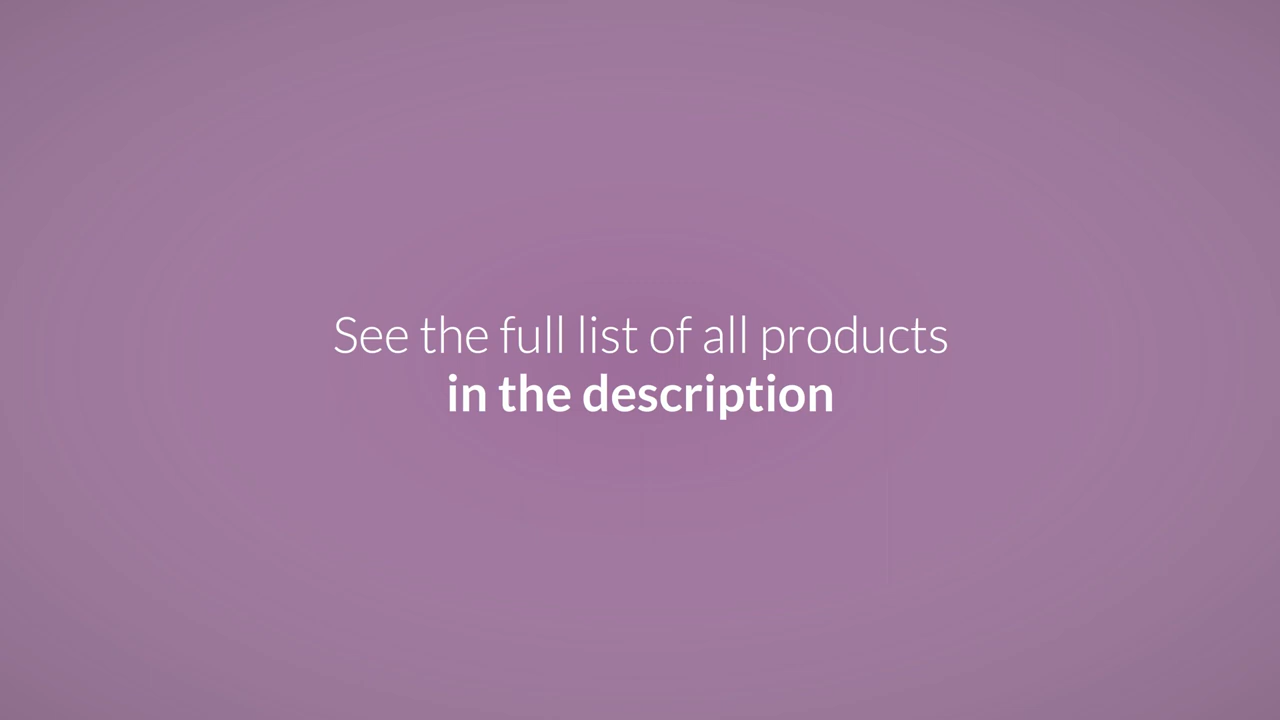 See the full list of all products
in the description